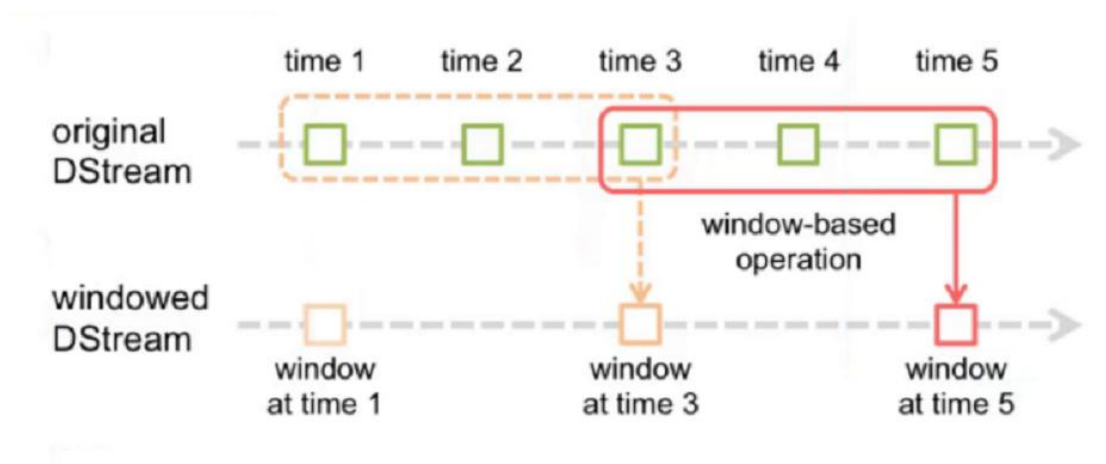 time 1 time 2 time 3 time 4 time 5
original
DStream
window-based
operation
windowed
DStream
window window window
at time 1 at time 3 at time 5